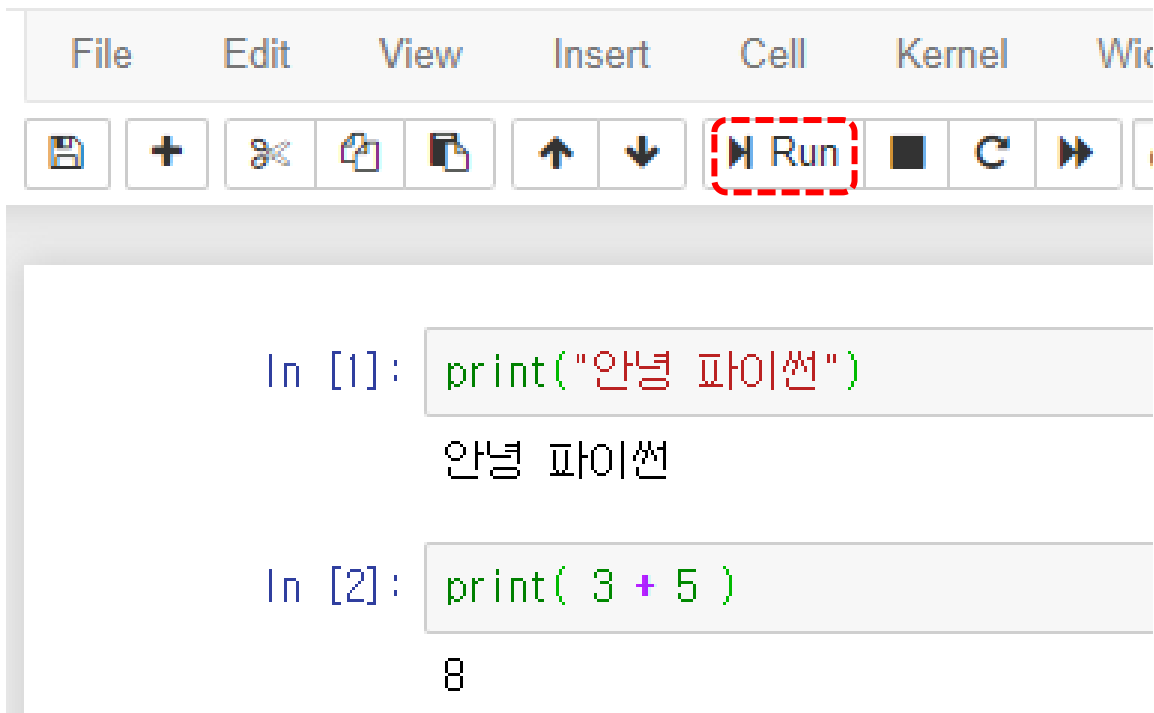 File Edit View Insert Cell Kernel Wid
Run
In [1]: print("안녕 파이썬")
안녕 파이썬
In [2]: print( 3 + 5 )
8